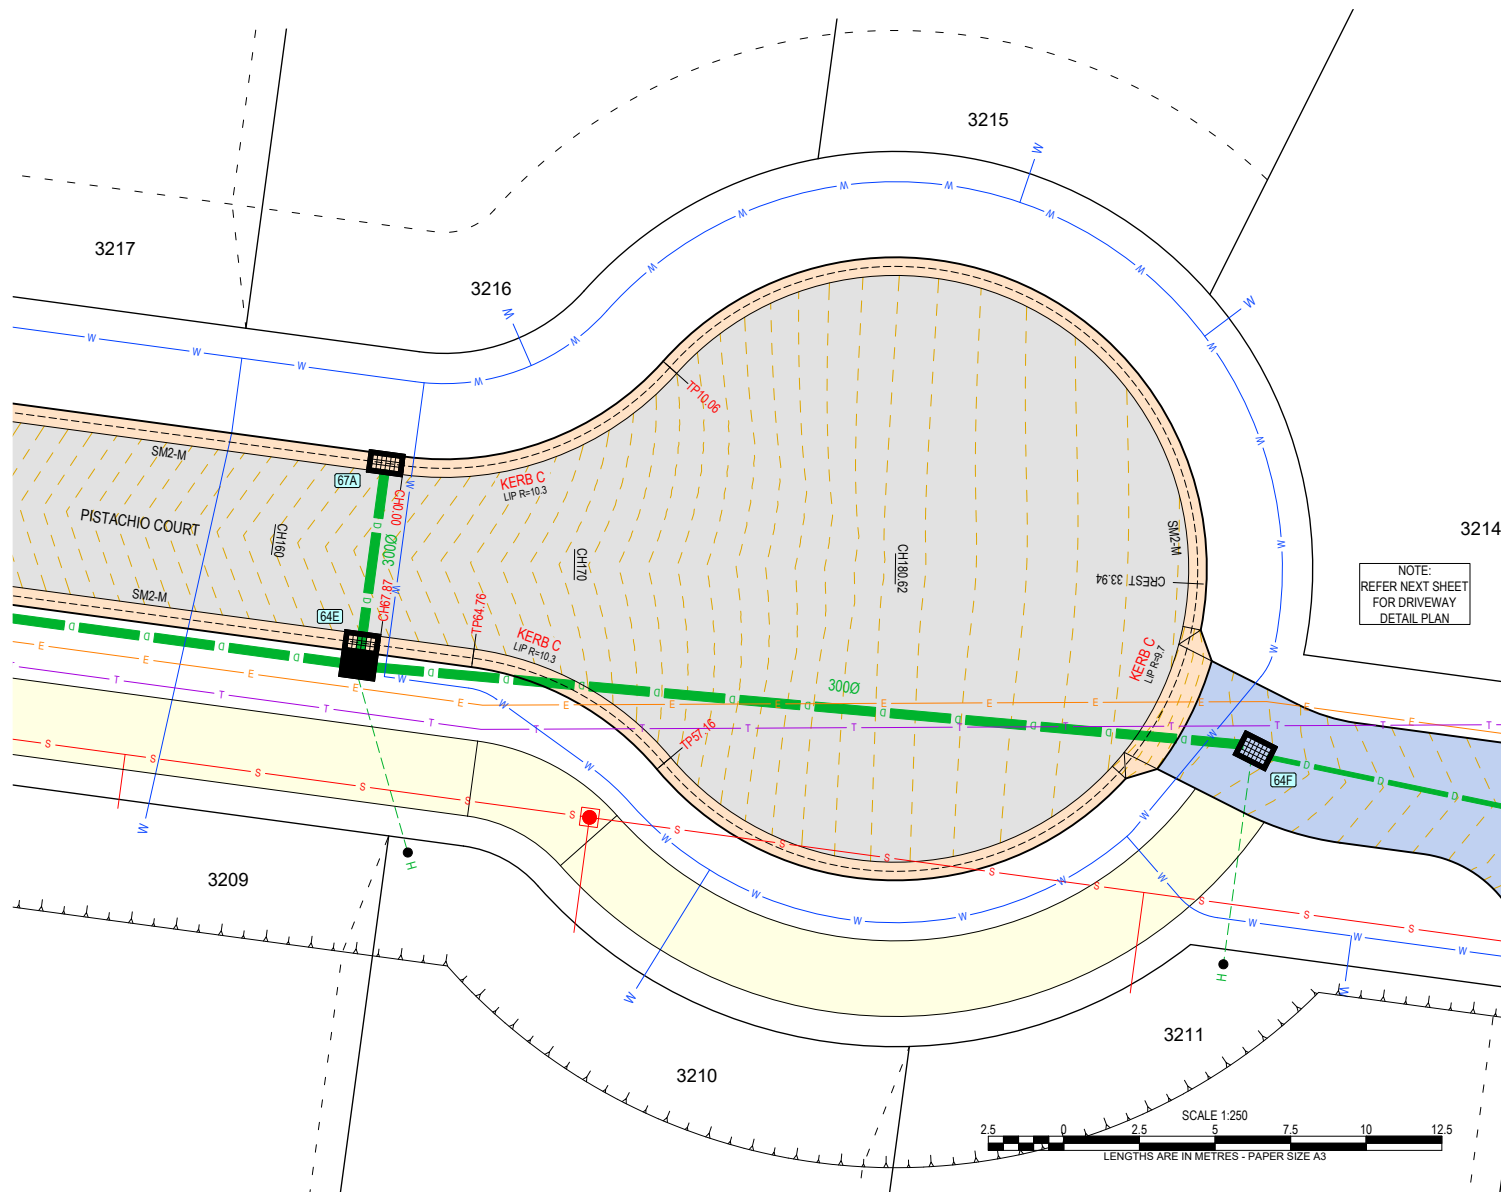 3215
3217
3216
3214
3209
3210
3211
TP10.06
SM2-M
KERB C
LIP R=10.3
67A
CH0.00
300Ø
PISTACHIO COURT
CH160
CH170
CH180.62
SM2-M
CREST 33.94
NOTE:
REFER NEXT SHEET
FOR DRIVEWAY
DETAIL PLAN
SM2-M
64E
CH67.87
TP64.76
KERB C
LIP R=10.3
KERB C
LIP R=9.7
300Ø
TP57.16
64F
W W W W W W W W W W W W W W W W W W
D D D D D D D D D D D D D D D D
E E E E E E E E E
T T T T T T T T T
S S S S S S S S S S S
H
H
SCALE 1:250
2.5 0 2.5 5 7.5 10 12.5
LENGTHS ARE IN METRES - PAPER SIZE A3